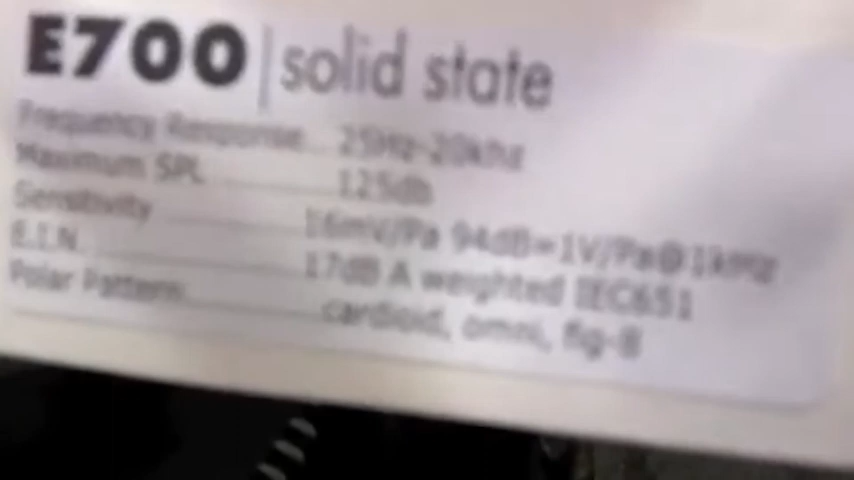 E700 | solid state
Frequency Response 25Hz-20khz
Maximum SPL 125db
Sensitivity 16mV/Pa 94dB=1V/Pa@1kHz
E.I.N. 17dB A weighted IEC651
Polar Pattern cardioid, omni, fig-8